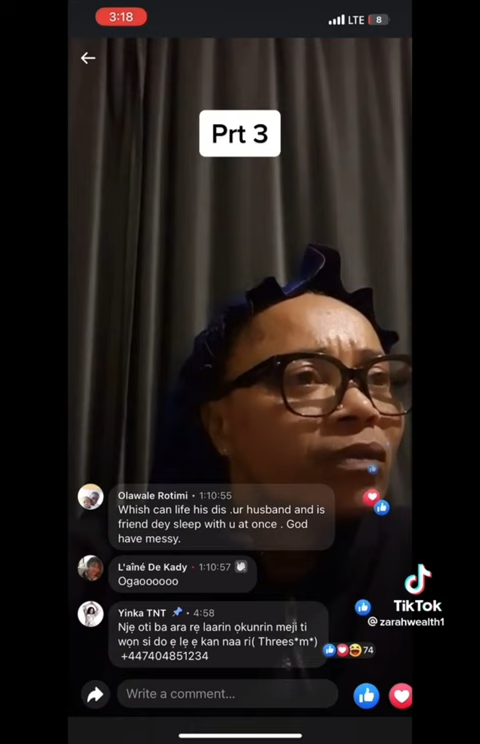 3:18
LTE 8
Prt 3
Olawale Rotimi • 1:10:55
Whish can life his dis .ur husband and is
friend dey sleep with u at once . God
have messy.
L'aîné De Kady • 1:10:57
Ogaoooooo
Yinka TNT • 4:58
Njẹ oti ba ara rẹ laarin ọkunrin meji ti
wọn si do ẹ lẹ ẹ kan naa ri( Threes*m*)
+447404851234
74
TikTok
@zarahwealth1
Write a comment...